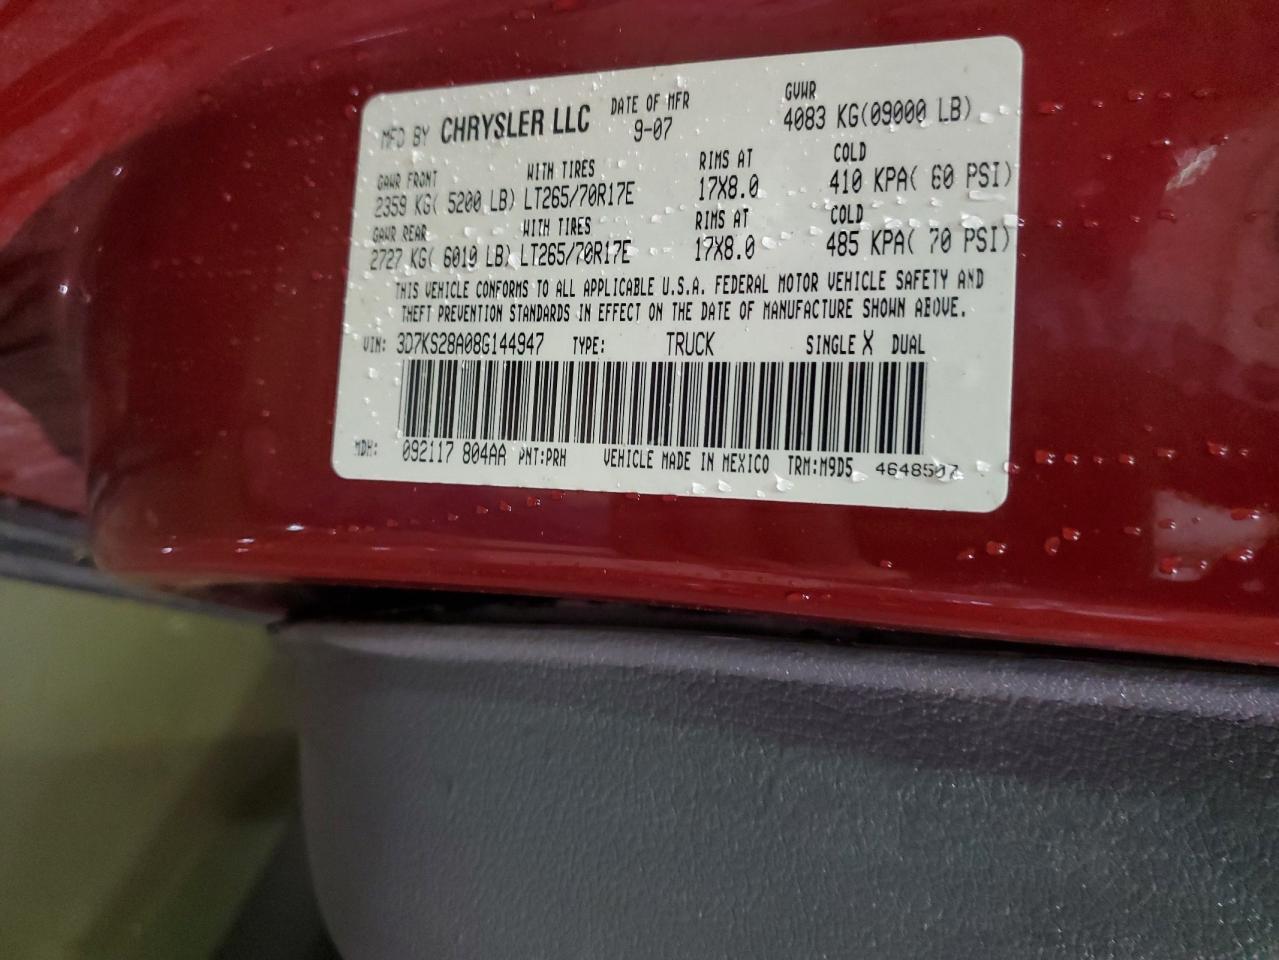 MFD BY CHRYSLER LLC DATE OF MFR GVWR
9-07 4083 KG(09000 LB)
GAWR FRONT WITH TIRES RIMS AT COLD
2359 KG( 5200 LB) LT265/70R17E 17X8.0 410 KPA( 60 PSI)
GAWR REAR WITH TIRES RIMS AT COLD
2727 KG( 6010 LB) LT265/70R17E 17X8.0 485 KPA( 70 PSI)
THIS VEHICLE CONFORMS TO ALL APPLICABLE U.S.A. FEDERAL MOTOR VEHICLE SAFETY AND
THEFT PREVENTION STANDARDS IN EFFECT ON THE DATE OF MANUFACTURE SHOWN ABOVE.
VIN: 3D7KS28A08G144947 TYPE: TRUCK SINGLE X DUAL
MDH: 092117 804AA PNT:PRH VEHICLE MADE IN MEXICO TRM:M9D5 4648507